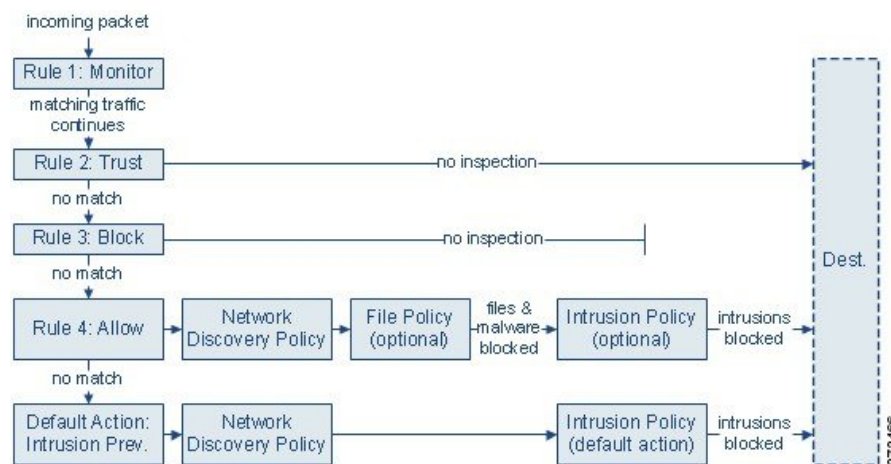 incoming packet
Rule 1: Monitor
matching traffic
continues
Rule 2: Trust
no inspection
no match
Rule 3: Block
no inspection
no match
Rule 4: Allow
Network
Discovery Policy
File Policy
(optional)
files &
malware
blocked
Intrusion Policy
(optional)
intrusions
blocked
no match
Default Action:
Intrusion Prev.
Network
Discovery Policy
Intrusion Policy
(default action)
intrusions
blocked
Dest.